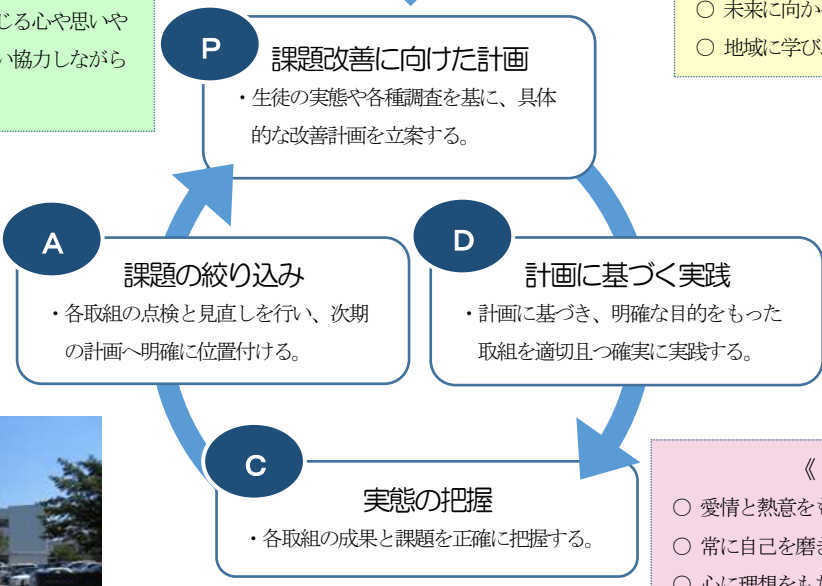 じる心や思いや
い協力しながら
○ 未来に向か
○ 地域に学び
P
課題改善に向けた計画
・生徒の実態や各種調査を基に、具体
的な改善計画を立案する。
A
課題の絞り込み
・各取組の点検と見直しを行い、次期
の計画へ明確に位置付ける。
D
計画に基づく実践
・計画に基づき、明確な目的をもった
取組を適切且つ確実に実践する。
C
実態の把握
・各取組の成果と課題を正確に把握する。
《
○ 愛情と熱意を
○ 常に自己を磨き
○ 心に理想をも